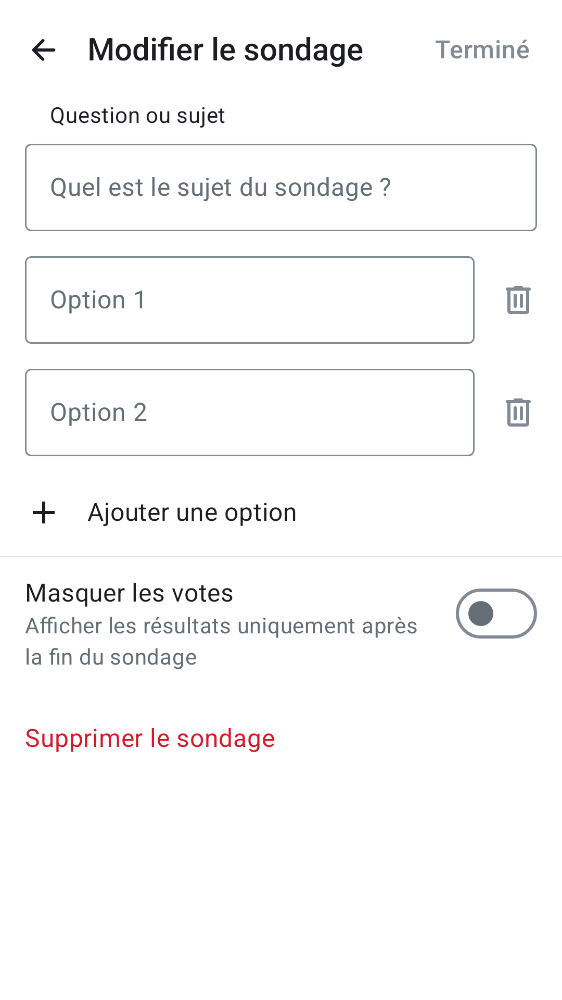 Modifier le sondage
Terminé
Question ou sujet
Quel est le sujet du sondage ?
Option 1
Option 2
Ajouter une option
Masquer les votes
Afficher les résultats uniquement après
la fin du sondage
Supprimer le sondage